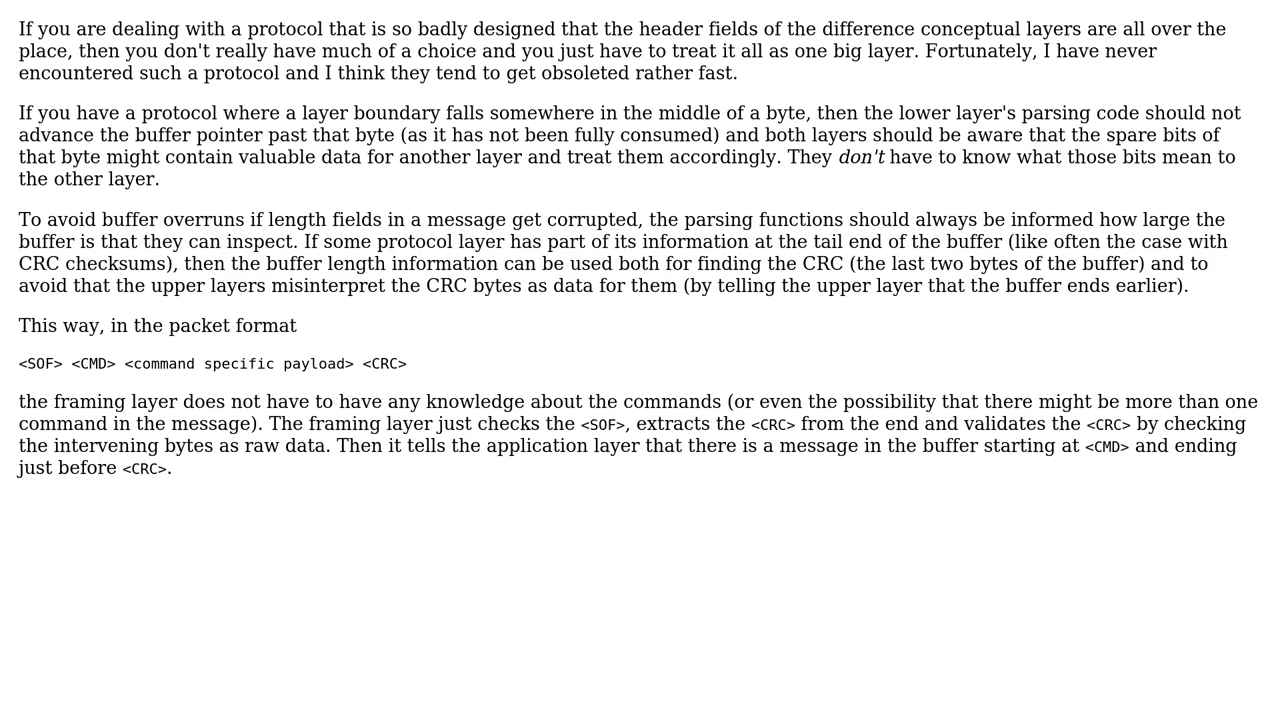 If you are dealing with a protocol that is so badly designed that the header fields of the difference conceptual layers are all over the
place, then you don't really have much of a choice and you just have to treat it all as one big layer. Fortunately, I have never
encountered such a protocol and I think they tend to get obsoleted rather fast.
If you have a protocol where a layer boundary falls somewhere in the middle of a byte, then the lower layer's parsing code should not
advance the buffer pointer past that byte (as it has not been fully consumed) and both layers should be aware that the spare bits of
that byte might contain valuable data for another layer and treat them accordingly. They don't have to know what those bits mean to
the other layer.
To avoid buffer overruns if length fields in a message get corrupted, the parsing functions should always be informed how large the
buffer is that they can inspect. If some protocol layer has part of its information at the tail end of the buffer (like often the case with
CRC checksums), then the buffer length information can be used both for finding the CRC (the last two bytes of the buffer) and to
avoid that the upper layers misinterpret the CRC bytes as data for them (by telling the upper layer that the buffer ends earlier).
This way, in the packet format
<SOF> <CMD> <command specific payload> <CRC>
the framing layer does not have to have any knowledge about the commands (or even the possibility that there might be more than one
command in the message). The framing layer just checks the <SOF>, extracts the <CRC> from the end and validates the <CRC> by checking
the intervening bytes as raw data. Then it tells the application layer that there is a message in the buffer starting at <CMD> and ending
just before <CRC>.